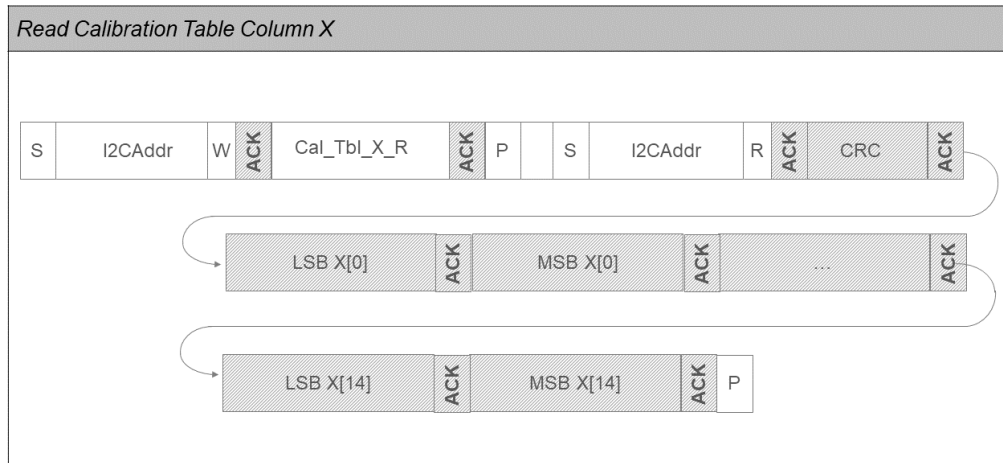 Read Calibration Table Column X
S I2CAddr W ACK Cal_Tbl_X_R ACK P S I2CAddr R ACK CRC ACK
LSB X[0] ACK MSB X[0] ACK ... ACK
LSB X[14] ACK MSB X[14] ACK P